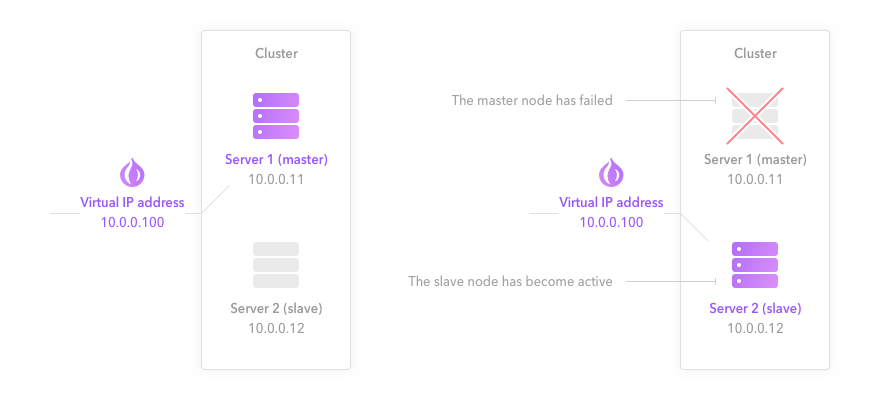 Cluster
Server 1 (master)
10.0.0.11
Virtual IP address
10.0.0.100
Server 2 (slave)
10.0.0.12
Cluster
The master node has failed
Server 1 (master)
10.0.0.11
Virtual IP address
10.0.0.100
The slave node has become active
Server 2 (slave)
10.0.0.12